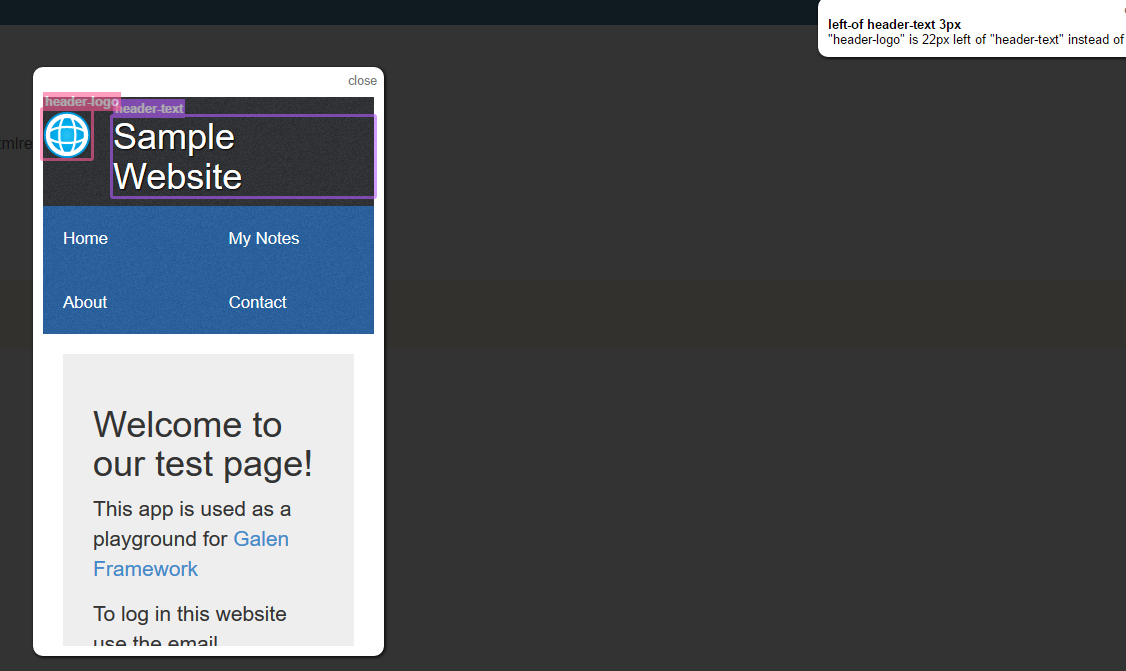 left-of header-text 3px
"header-logo" is 22px left of "header-text" instead of
close
header-logo
header-text
Sample
Website
Home
My Notes
About
Contact
Welcome to
our test page!
This app is used as a
playground for Galen
Framework
To log in this website
use the email